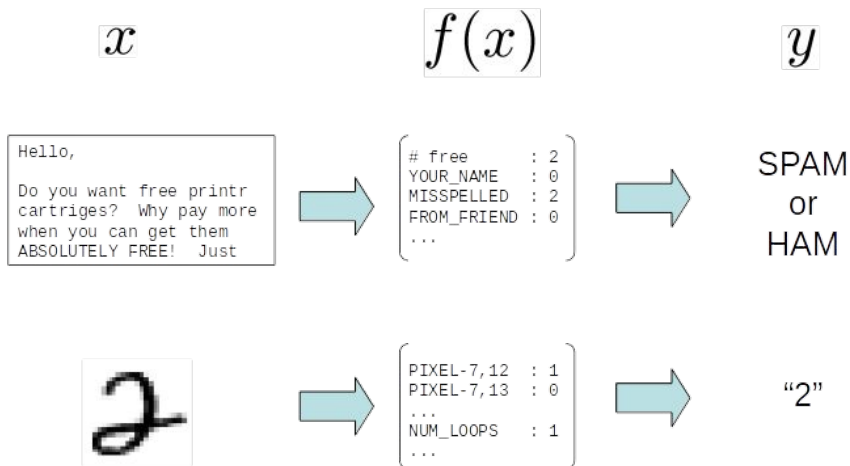 x
f(x)
y
Hello,
Do you want free printr
cartriges? Why pay more
when you can get them
ABSOLUTELY FREE! Just
# free : 2
YOUR_NAME : 0
MISSPELLED : 2
FROM_FRIEND : 0
...
SPAM
or
HAM
2
PIXEL-7,12 : 1
PIXEL-7,13 : 0
...
NUM_LOOPS : 1
...
“2”